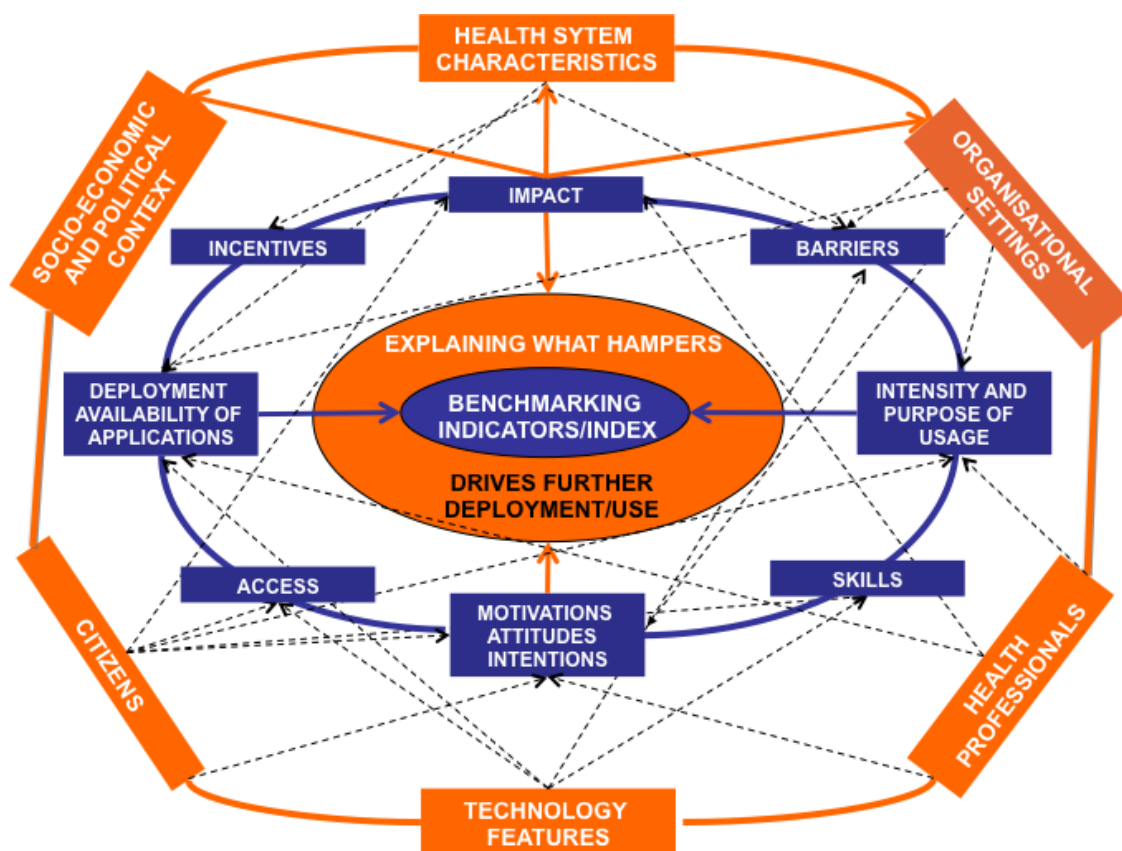 HEALTH SYTEM
CHARACTERISTICS
SOCIO-ECONOMIC
AND POLITICAL
CONTEXT
ORGANISATIONAL
SETTINGS
IMPACT
INCENTIVES
BARRIERS
EXPLAINING WHAT HAMPERS
DEPLOYMENT
AVAILABILITY OF
APPLICATIONS
BENCHMARKING
INDICATORS/INDEX
INTENSITY AND
PURPOSE OF
USAGE
DRIVES FURTHER
DEPLOYMENT/USE
ACCESS
SKILLS
MOTIVATIONS
ATTITUDES
INTENTIONS
CITIZENS
HEALTH
PROFESSIONALS
TECHNOLOGY
FEATURES